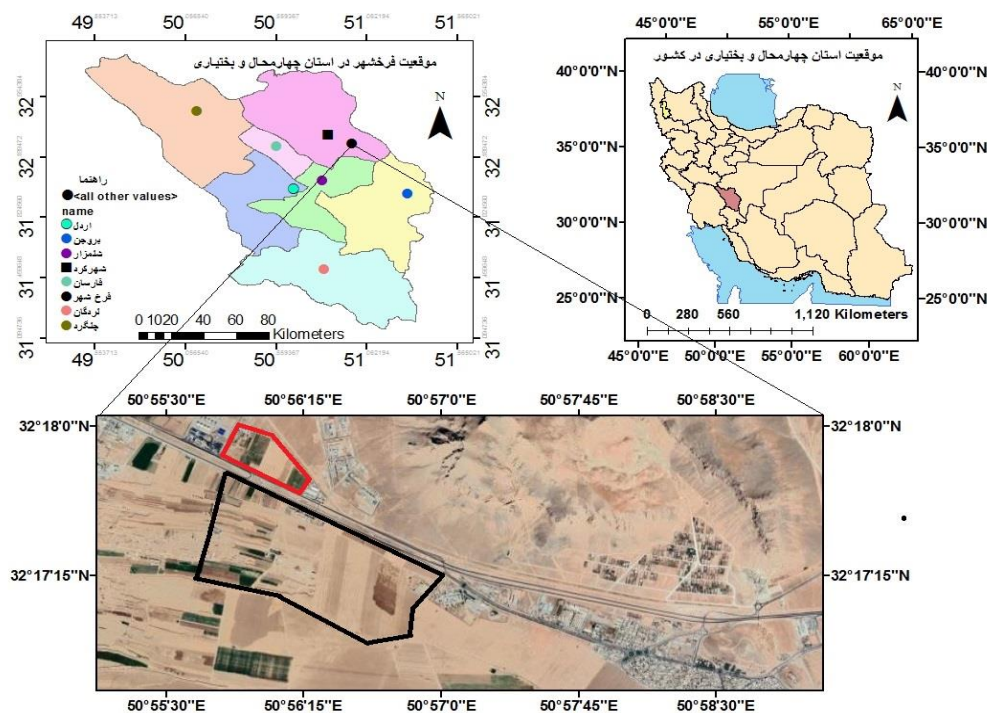 49 50 50 51 51
موقعیت فرخشهر در استان چهارمحال و بختیاری
N
32 32
32 32
31 31
31 31
31 31
راهنما
<all other values>
name
اردل
بروجن
شلمزار
شهرکرد
فارسان
فرخ شهر
لردگان
چلگرد
0 10 20 40 60 80
Kilometers
49 50 50 51 51
45°0'0"E 55°0'0"E 65°0'0"E
موقعیت استان چهارمحال و بختیاری در کشور
N
40°0'0"N 40°0'0"N
35°0'0"N 35°0'0"N
30°0'0"N 30°0'0"N
25°0'0"N 25°0'0"N
0 280 560 1,120 Kilometers
45°0'0"E 50°0'0"E 55°0'0"E 60°0'0"E
50°55'30"E 50°56'15"E 50°57'0"E 50°57'45"E 50°58'30"E
32°18'0"N 32°18'0"N
32°17'15"N 32°17'15"N
50°55'30"E 50°56'15"E 50°57'0"E 50°57'45"E 50°58'30"E